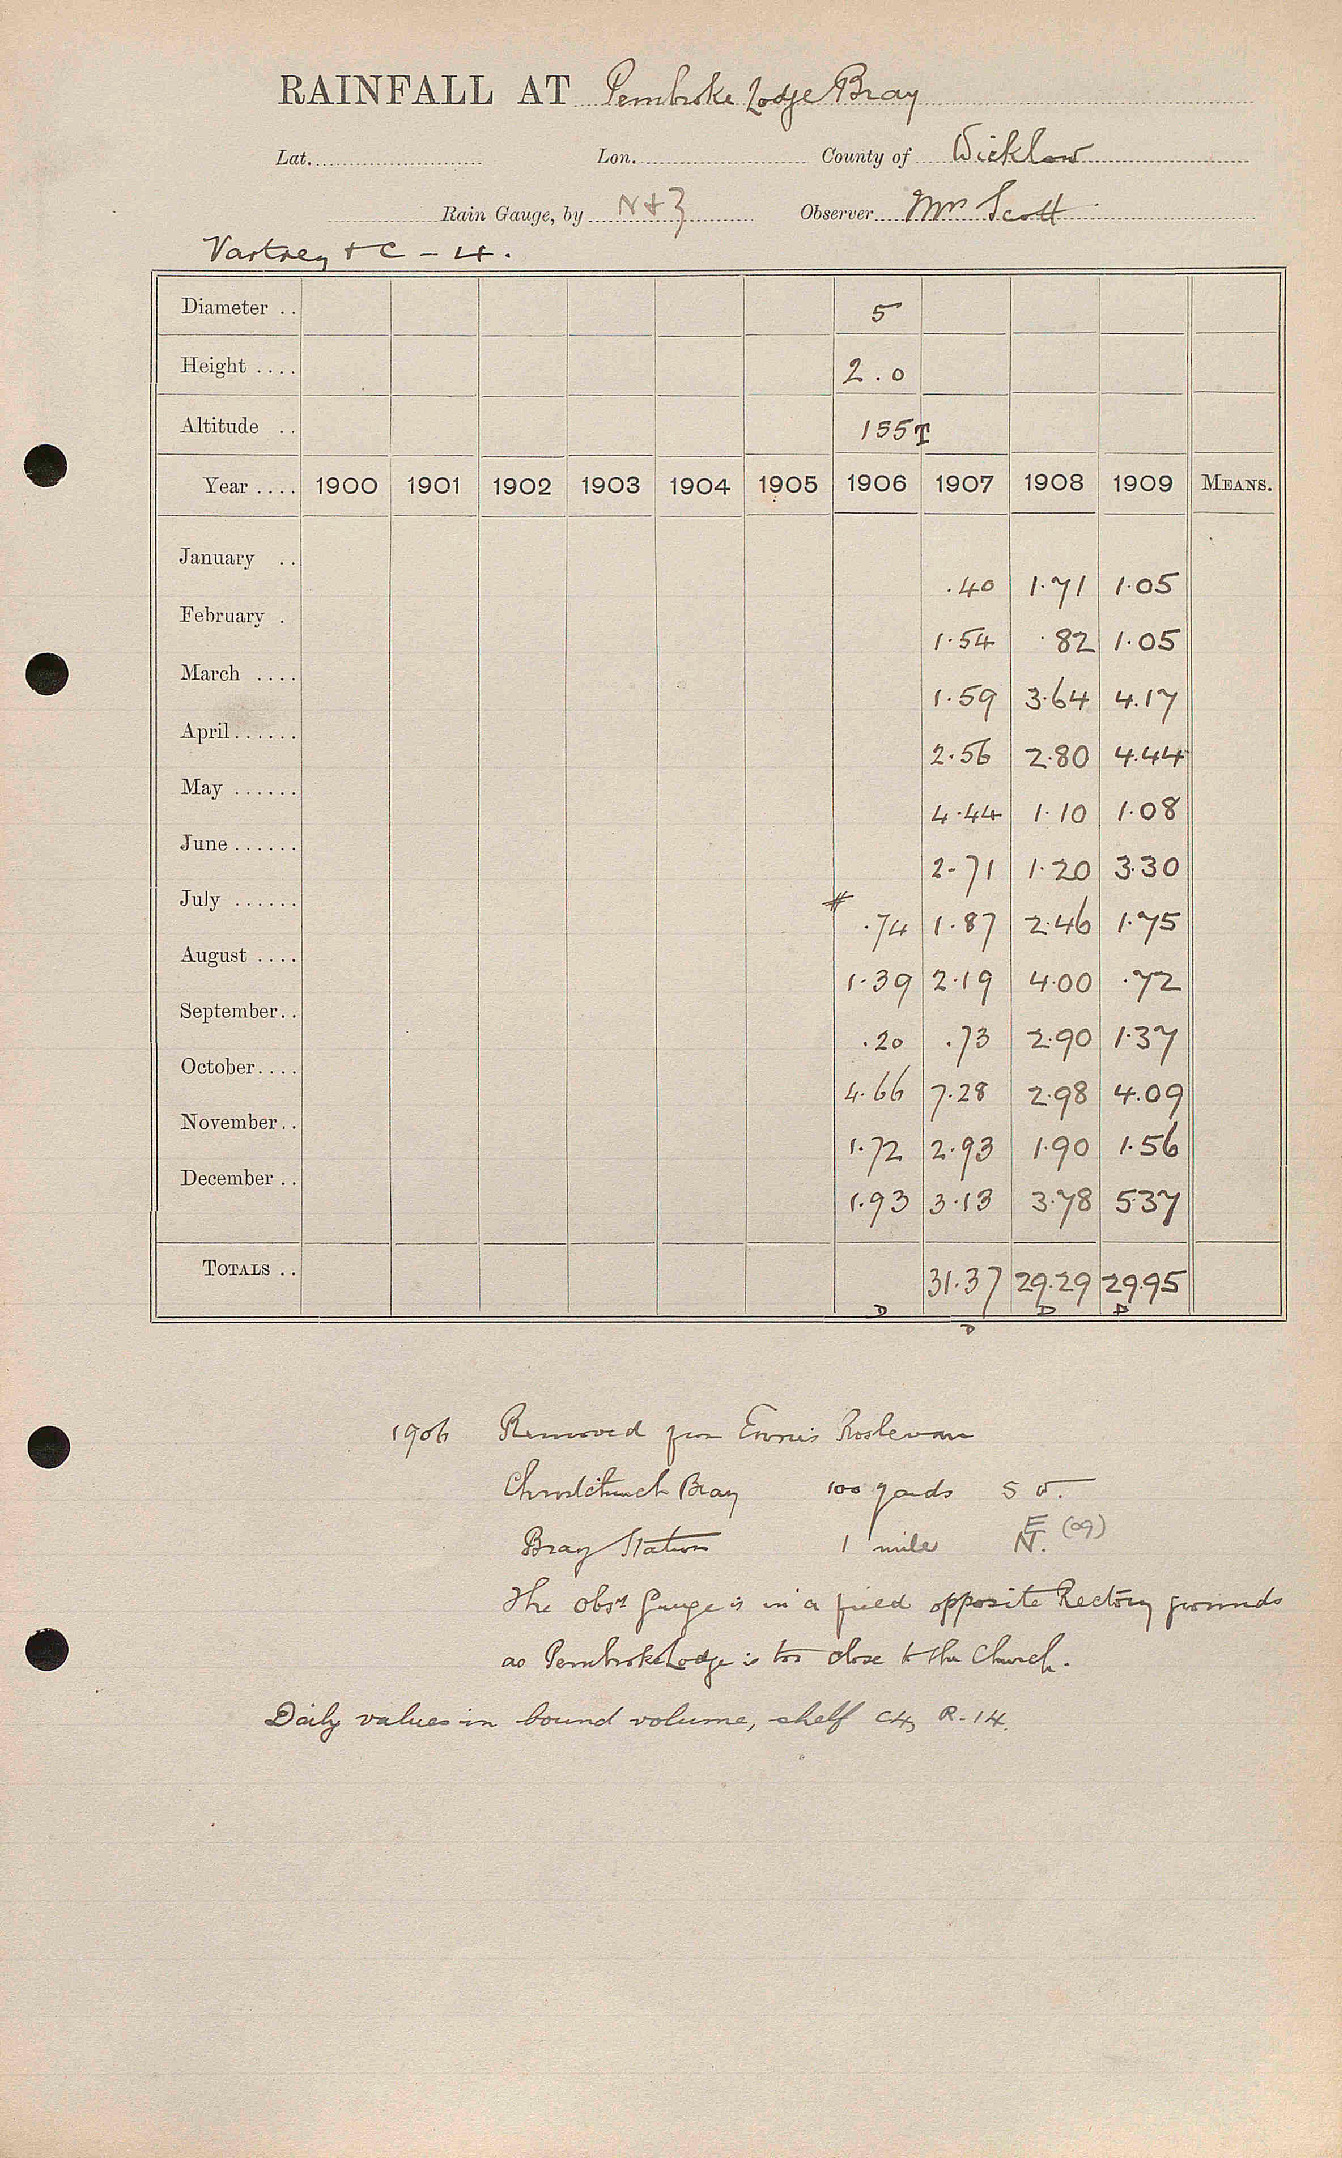 RAINFALL AT Pembroke Lodge Bray
Lat. Lon. County of Wicklow
Rain Gauge, by N & Z Observer Mrs Scott
Vartrey + C - 4.
Diameter .. 5
Height .... 2.0
Altitude .. 155T
Year .... 1900 1901 1902 1903 1904 1905 1906 1907 1908 1909 MEANS.
January .. .40 1.71 1.05
February . 1.54 .82 1.05
March .... 1.59 3.64 4.17
April...... 2.56 2.80 4.44
May ...... 4.44 1.10 1.08
June ...... 2.71 1.20 3.30
July ...... # .74 1.87 2.46 1.75
August .... 1.39 2.19 4.00 .72
September.. .20 .73 2.90 1.37
October.... 4.66 7.28 2.98 4.09
November.. 1.72 2.93 1.90 1.56
December .. 1.93 3.13 3.78 5.37
TOTALS .. 31.37 29.29 29.95
D D D D
1906 Removed from Ennis Roslevan
Christchurch Bray 100 yards S W.
Bray Station 1 mile N. E (09)
The obsr Gauge is in a field opposite Rectory grounds
as Pembroke Lodge is too close to the Church.
Daily values in bound volume, shelf C4, R-14.